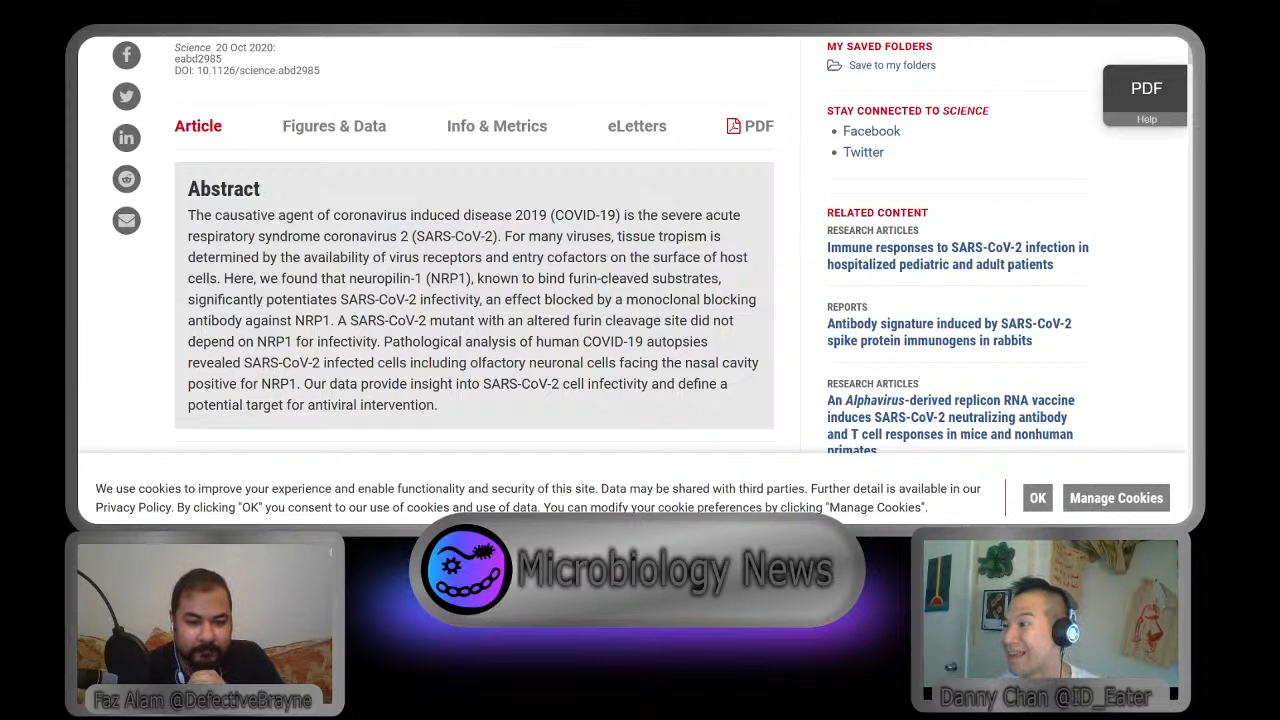 Science 20 Oct 2020:
eabd2985
DOI: 10.1126/science.abd2985
Article
Figures & Data
Info & Metrics
eLetters
PDF
Abstract
The causative agent of coronavirus induced disease 2019 (COVID-19) is the severe acute
respiratory syndrome coronavirus 2 (SARS-CoV-2). For many viruses, tissue tropism is
determined by the availability of virus receptors and entry cofactors on the surface of host
cells. Here, we found that neuropilin-1 (NRP1), known to bind furin-cleaved substrates,
significantly potentiates SARS-CoV-2 infectivity, an effect blocked by a monoclonal blocking
antibody against NRP1. A SARS-CoV-2 mutant with an altered furin cleavage site did not
depend on NRP1 for infectivity. Pathological analysis of human COVID-19 autopsies
revealed SARS-CoV-2 infected cells including olfactory neuronal cells facing the nasal cavity
positive for NRP1. Our data provide insight into SARS-CoV-2 cell infectivity and define a
potential target for antiviral intervention.
MY SAVED FOLDERS
Save to my folders
STAY CONNECTED TO SCIENCE
Facebook
Twitter
RELATED CONTENT
RESEARCH ARTICLES
Immune responses to SARS-CoV-2 infection in
hospitalized pediatric and adult patients
REPORTS
Antibody signature induced by SARS-CoV-2
spike protein immunogens in rabbits
RESEARCH ARTICLES
An Alphavirus-derived replicon RNA vaccine
induces SARS-CoV-2 neutralizing antibody
and T cell responses in mice and nonhuman
primates
PDF
Help
We use cookies to improve your experience and enable functionality and security of this site. Data may be shared with third parties. Further detail is available in our
Privacy Policy. By clicking "OK" you consent to our use of cookies and use of data. You can modify your cookie preferences by clicking "Manage Cookies".
OK
Manage Cookies
Microbiology News
Faz Alam @DefectiveBrayne
Danny Chan @ID_Eater